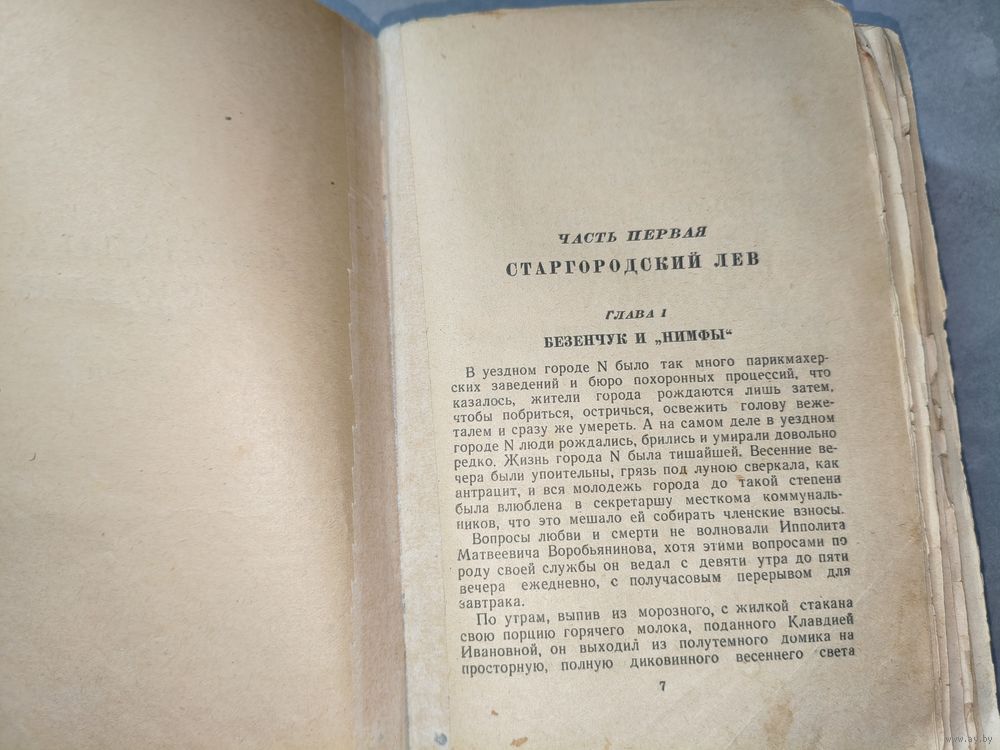 ЧАСТЬ ПЕРВАЯ
СТАРГОРОДСКИЙ ЛЕВ
ГЛАВА I
БЕЗЕНЧУК И „НИМФЫ“
В уездном городе N было так много парикмахер-
ских заведений и бюро похоронных процессий, что
казалось, жители города рождаются лишь затем,
чтобы побриться, остричься, освежить голову веже-
талем и сразу же умереть. А на самом деле в уездном
городе N люди рождались, брились и умирали довольно
редко. Жизнь города N была тишайшей. Весенние ве-
чера были упоительны, грязь под луною сверкала, как
антрацит, и вся молодежь города до такой степени
была влюблена в секретаршу месткома коммуналь-
ников, что это мешало ей собирать членские взносы.
Вопросы любви и смерти не волновали Ипполита
Матвеевича Воробьянинова, хотя этими вопросами по
роду своей службы он ведал с девяти утра до пяти
вечера ежедневно, с получасовым перерывом для
завтрака.
По утрам, выпив из морозного, с жилкой стакана
свою порцию горячего молока, поданного Клавдией
Ивановной, он выходил из полутемного домика на
просторную, полную диковинного весеннего света
7
www.ay.by